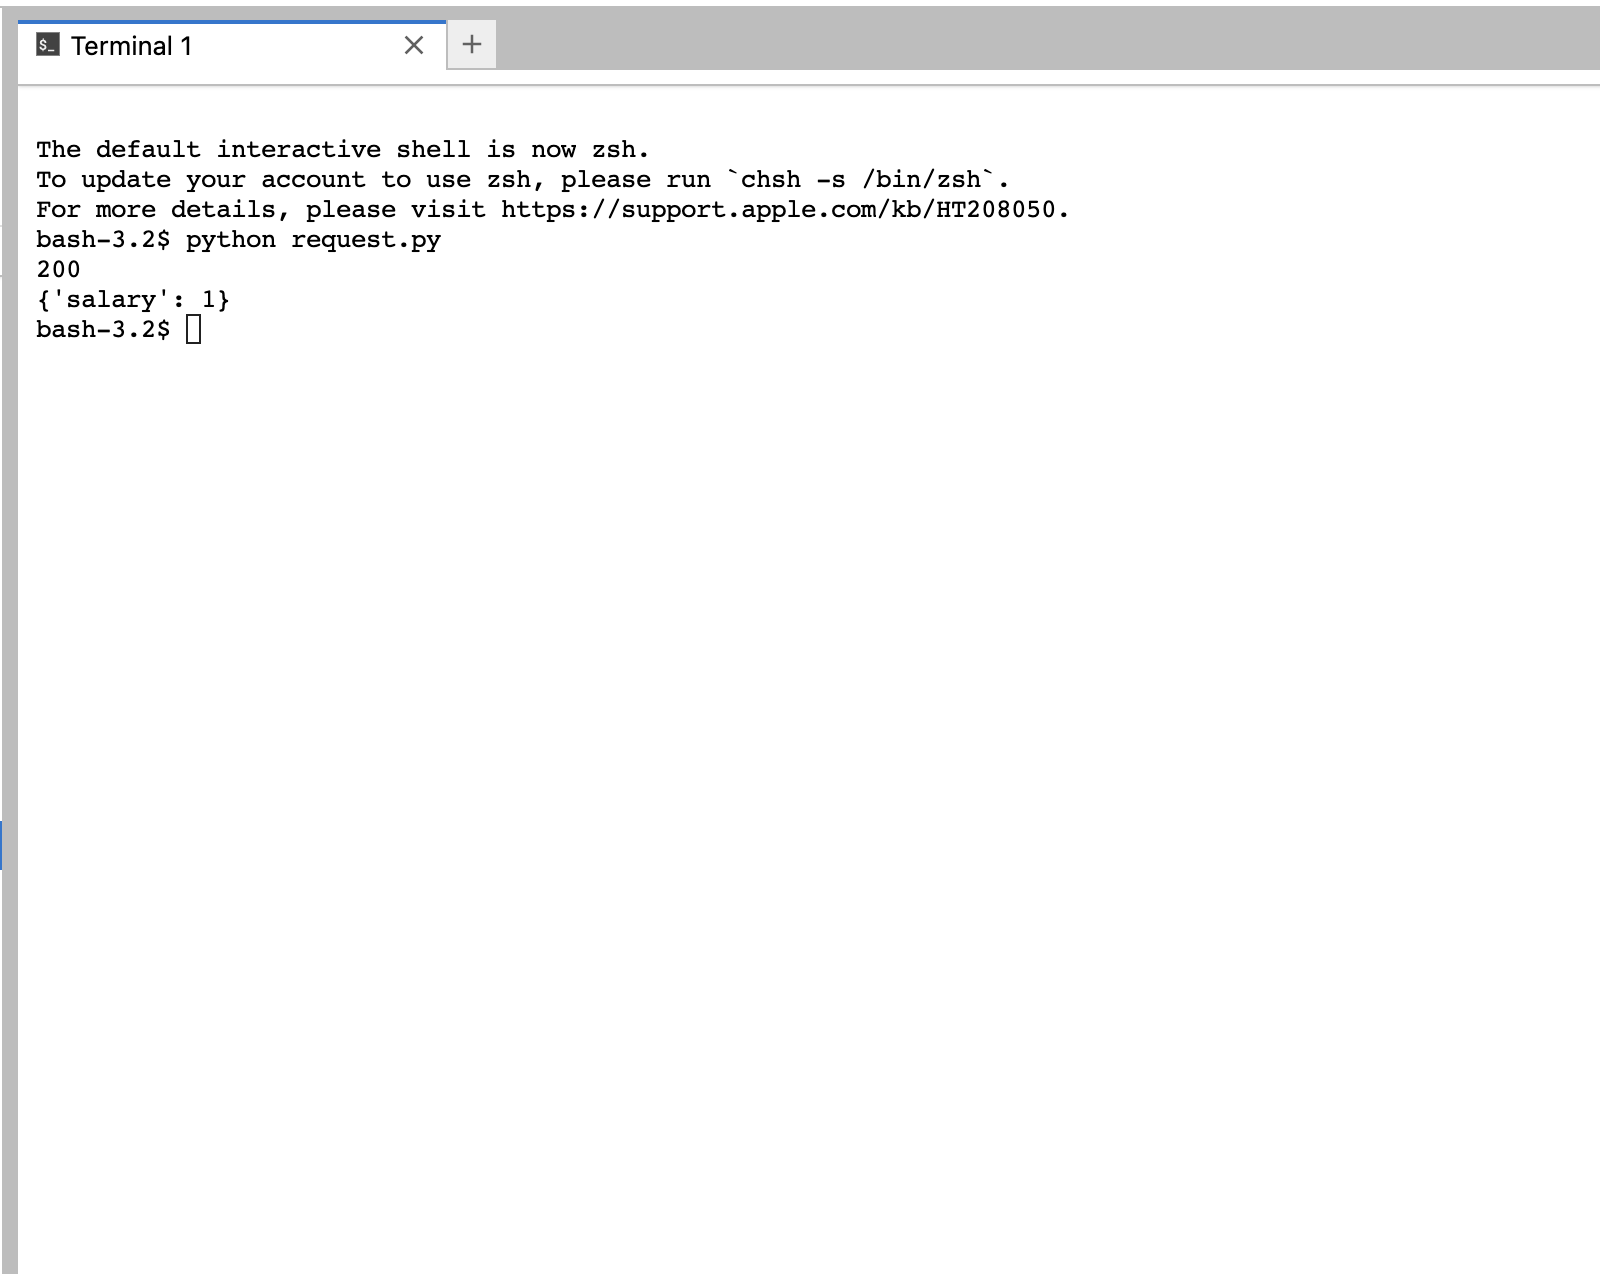 $_ Terminal 1
The default interactive shell is now zsh.
To update your account to use zsh, please run `chsh -s /bin/zsh`.
For more details, please visit https://support.apple.com/kb/HT208050.
bash-3.2$ python request.py
200
{'salary': 1}
bash-3.2$